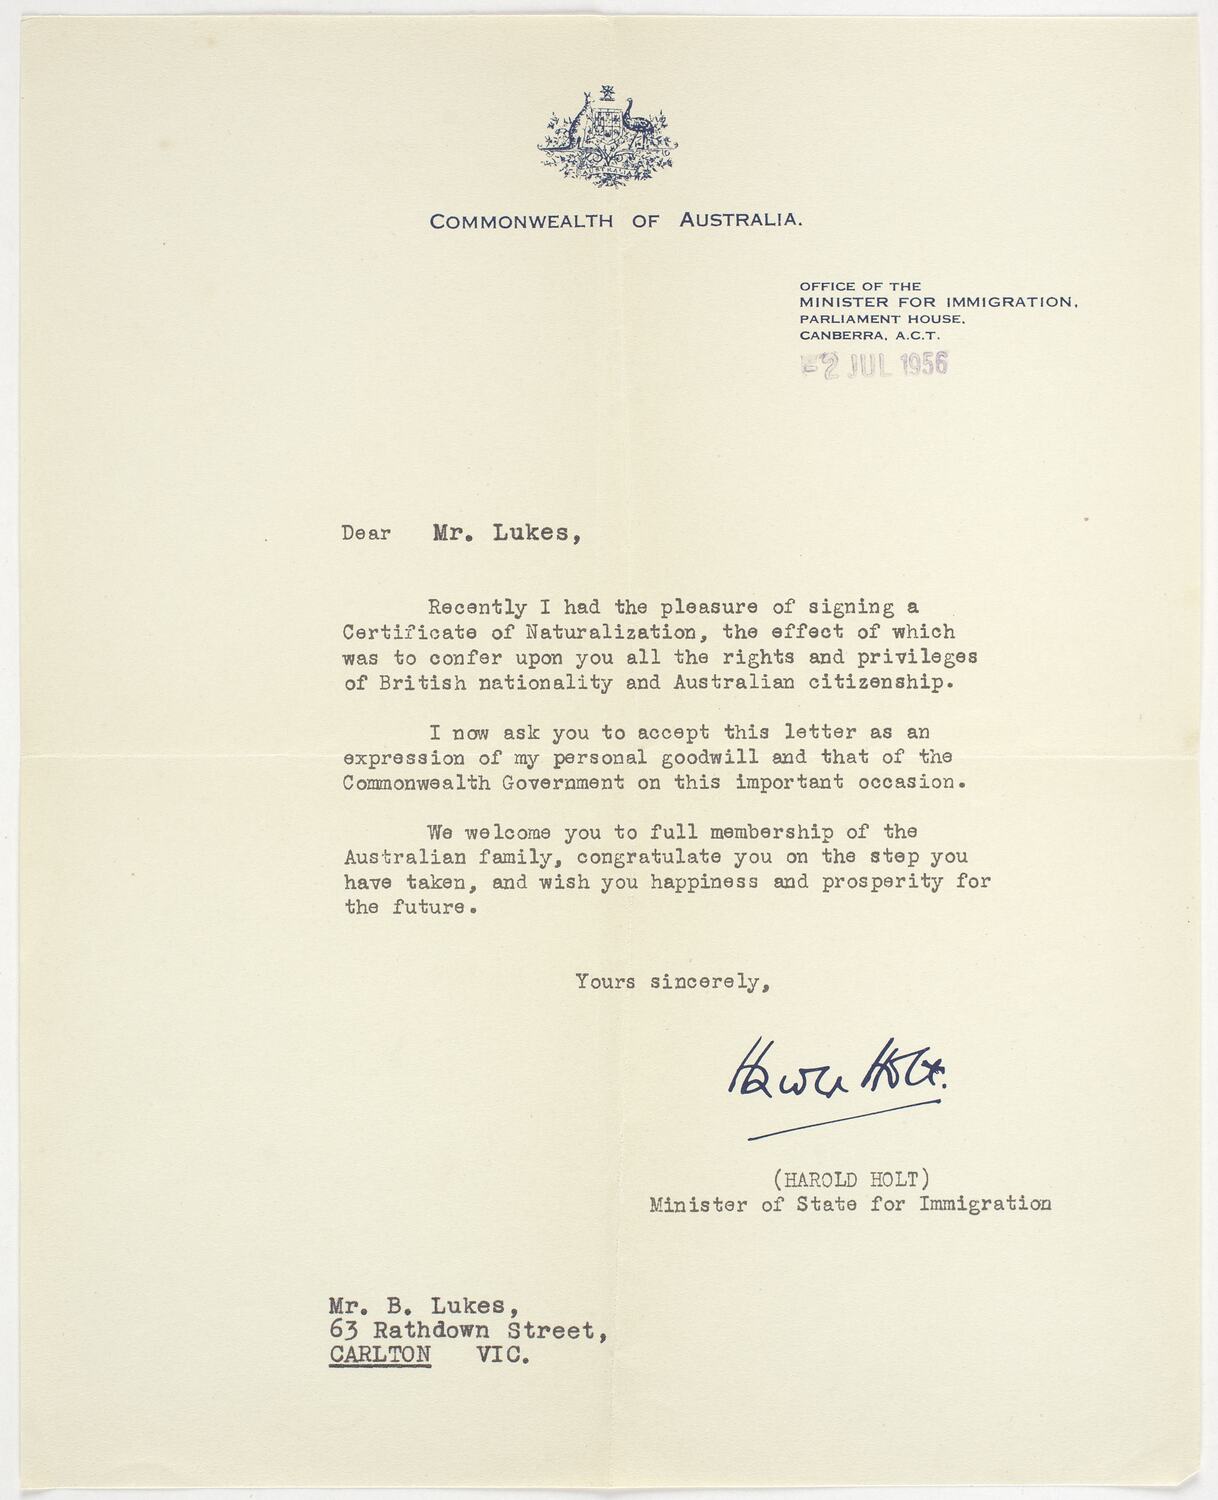 AUSTRALIA
COMMONWEALTH OF AUSTRALIA.
OFFICE OF THE
MINISTER FOR IMMIGRATION,
PARLIAMENT HOUSE,
CANBERRA, A.C.T.
-2 JUL 1956
Dear Mr. Lukes,
Recently I had the pleasure of signing a
Certificate of Naturalization, the effect of which
was to confer upon you all the rights and privileges
of British nationality and Australian citizenship.
I now ask you to accept this letter as an
expression of my personal goodwill and that of the
Commonwealth Government on this important occasion.
We welcome you to full membership of the
Australian family, congratulate you on the step you
have taken, and wish you happiness and prosperity for
the future.
Yours sincerely,
Harold Holt.
(HAROLD HOLT)
Minister of State for Immigration
Mr. B. Lukes,
63 Rathdown Street,
CARLTON VIC.